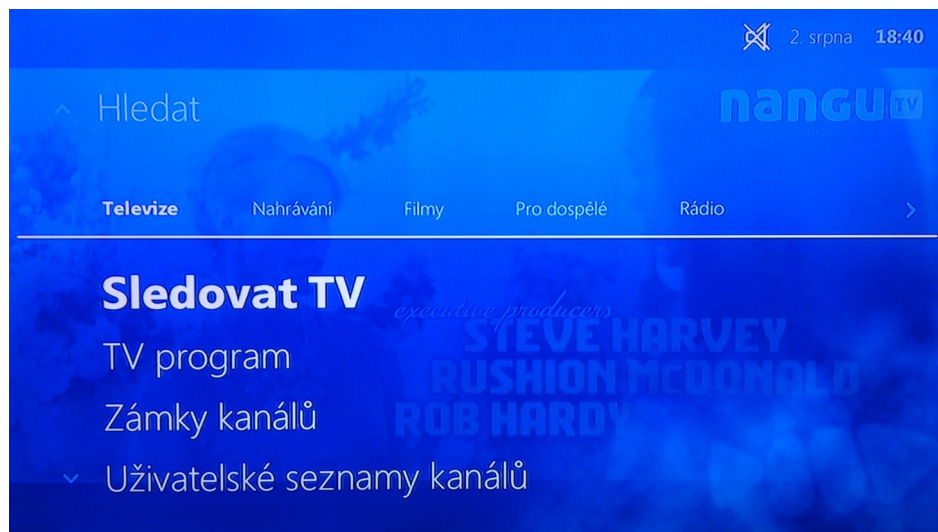 2. srpna 18:40
Hledat
nangu TV
Televize Nahrávání Filmy Pro dospělé Rádio
Sledovat TV
executive producers
STEVE HARVEY
TV program
RUSHION MCDONALD
Zámky kanálů
ROB HARDY
Uživatelské seznamy kanálů